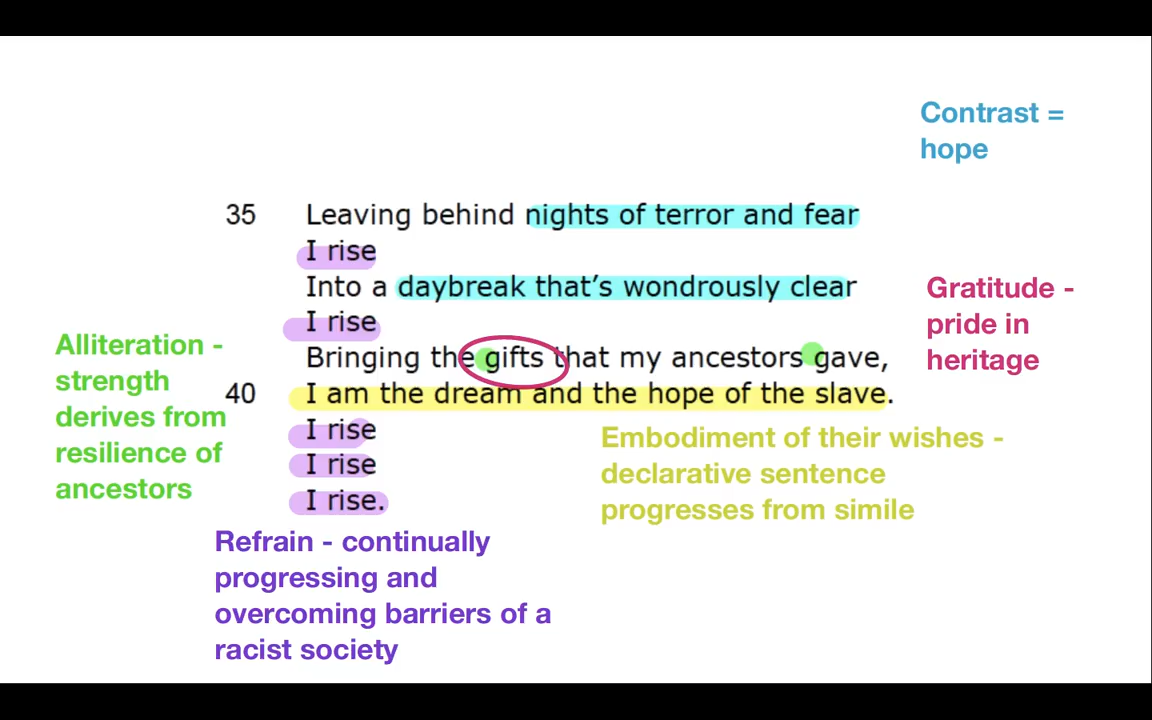 Contrast =
hope
35 Leaving behind nights of terror and fear
I rise
Into a daybreak that's wondrously clear
I rise
Bringing the gifts that my ancestors gave,
40 I am the dream and the hope of the slave.
I rise
I rise
I rise.
Gratitude -
pride in
heritage
Alliteration -
strength
derives from
resilience of
ancestors
Embodiment of their wishes -
declarative sentence
progresses from simile
Refrain - continually
progressing and
overcoming barriers of a
racist society